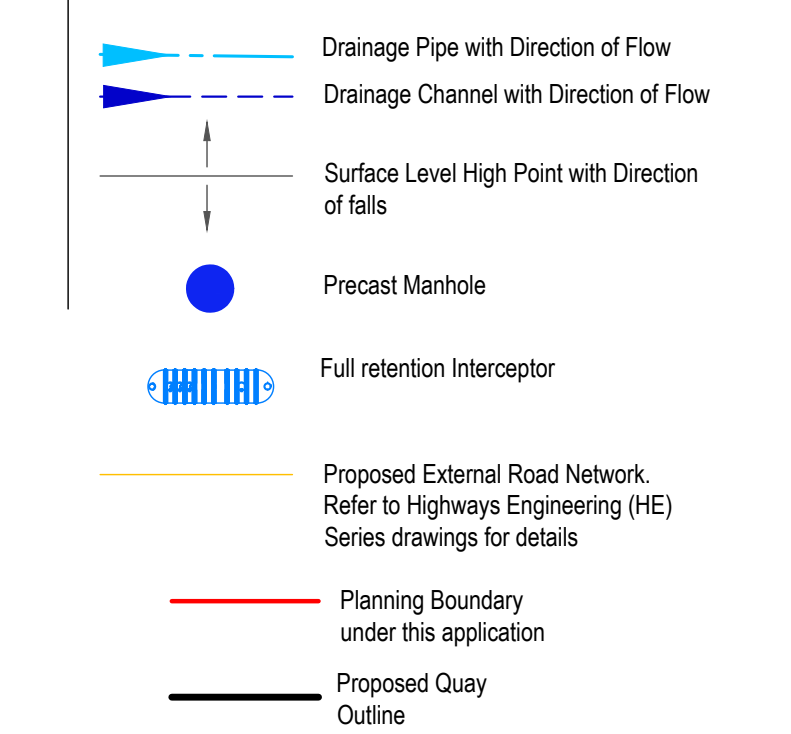 Drainage Pipe with Direction of Flow
Drainage Channel with Direction of Flow
Surface Level High Point with Direction
of falls
Precast Manhole
Full retention Interceptor
Proposed External Road Network.
Refer to Highways Engineering (HE)
Series drawings for details
Planning Boundary
under this application
Proposed Quay
Outline